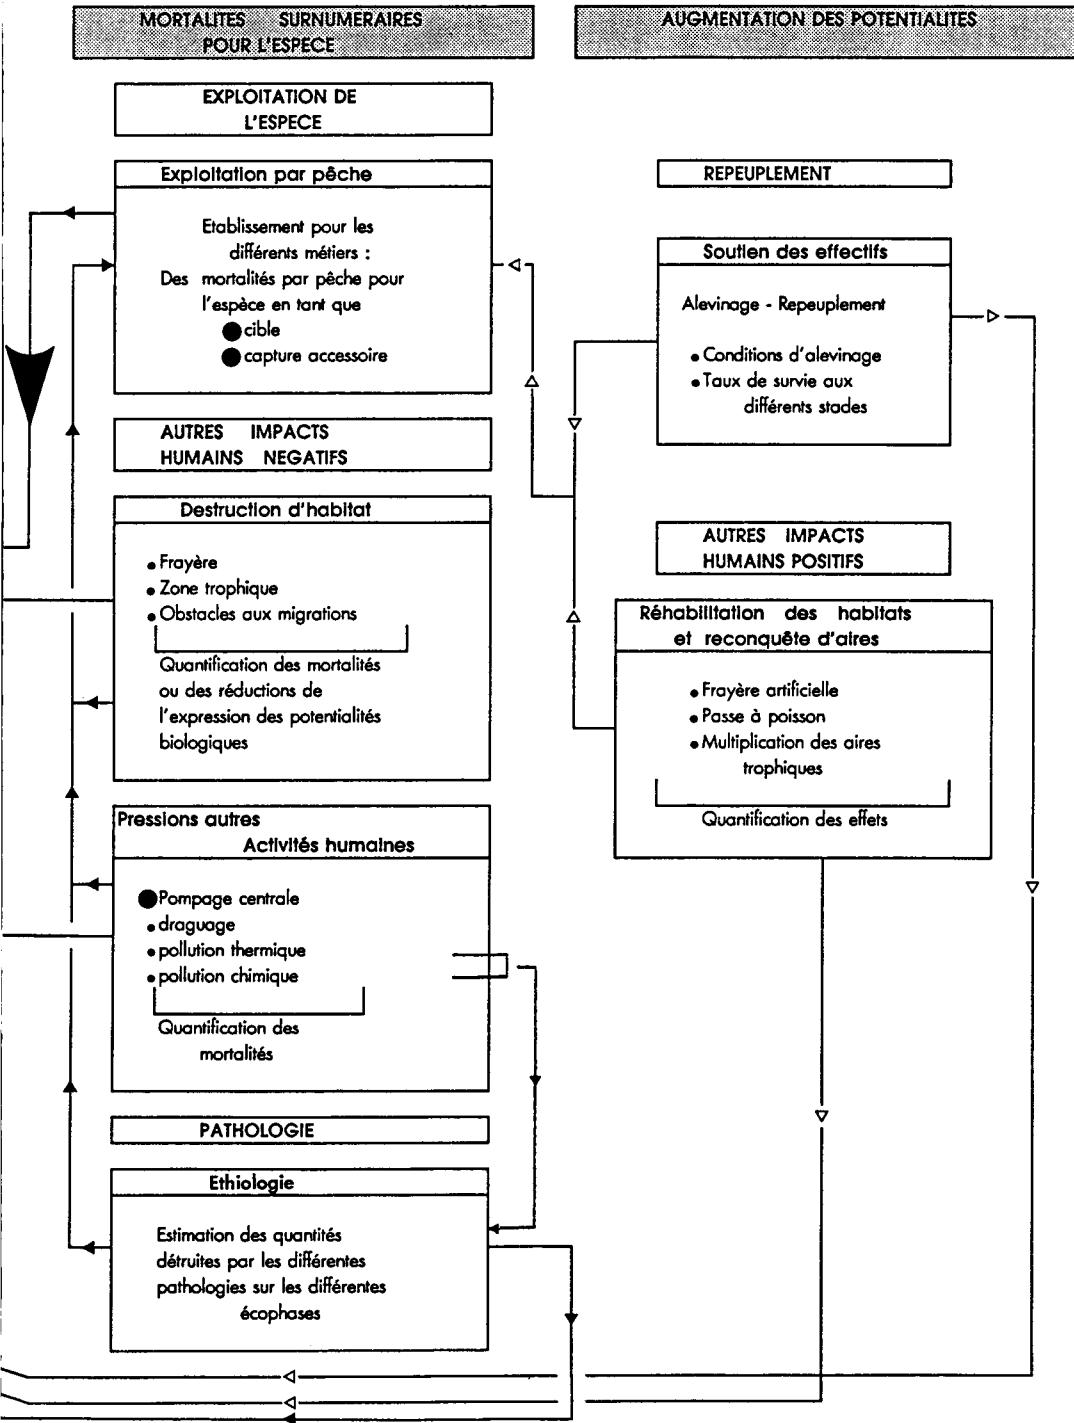 MORTALITES SURNUMERAIRES
POUR L'ESPECE
EXPLOITATION DE
L'ESPECE
Exploitation par pêche
Etablissement pour les
différents métiers :
Des mortalités par pêche pour
l'espèce en tant que
● cible
● capture accessoire
AUTRES IMPACTS
HUMAINS NEGATIFS
Destruction d'habitat
• Frayère
• Zone trophique
• Obstacles aux migrations
Quantification des mortalités
ou des réductions de
l'expression des potentialités
biologiques
Pressions autres
Activités humaines
● Pompage centrale
• draguage
• pollution thermique
• pollution chimique
Quantification des
mortalités
PATHOLOGIE
Ethiologie
Estimation des quantités
détruites par les différentes
pathologies sur les différentes
écophases
AUGMENTATION DES POTENTIALITES
REPEUPLEMENT
Soutien des effectifs
Alevinage - Repeuplement
• Conditions d'alevinage
• Taux de survie aux
différents stades
AUTRES IMPACTS
HUMAINS POSITIFS
Réhabilitation des habitats
et reconquête d'aires
• Frayère artificielle
• Passe à poisson
• Multiplication des aires
trophiques
Quantification des effets